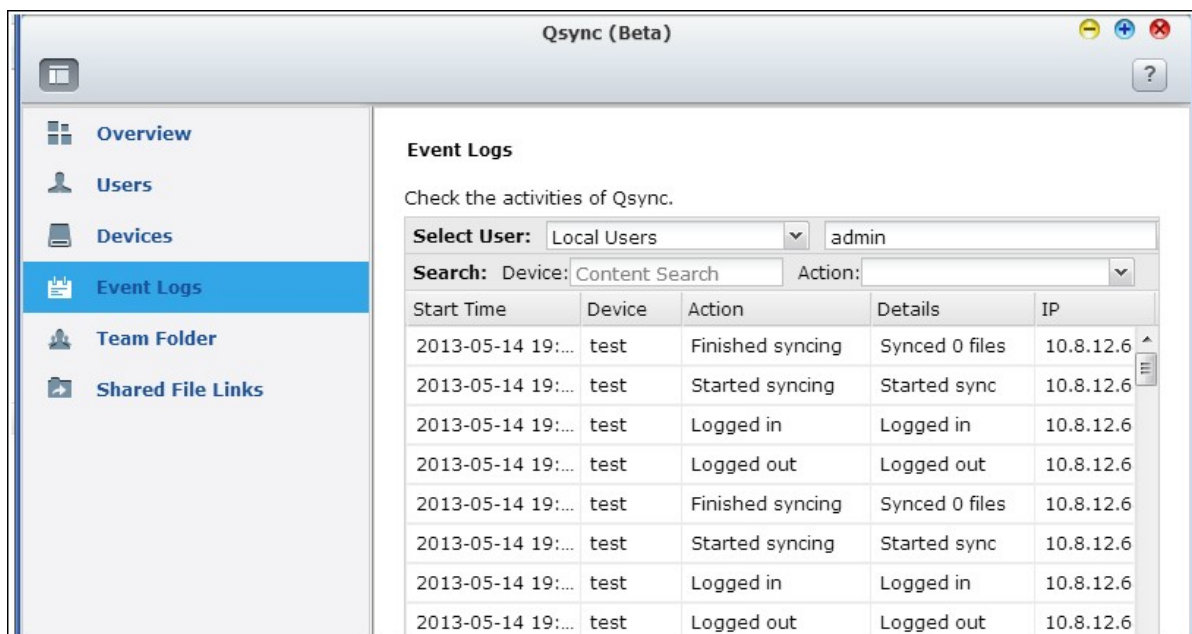 Qsync (Beta)
?
Overview
Users
Devices
Event Logs
Team Folder
Shared File Links
Event Logs
Check the activities of Qsync.
Select User: Local Users admin
Search: Device: Content Search Action:
Start Time Device Action Details IP
2013-05-14 19:... test Finished syncing Synced 0 files 10.8.12.6
2013-05-14 19:... test Started syncing Started sync 10.8.12.6
2013-05-14 19:... test Logged in Logged in 10.8.12.6
2013-05-14 19:... test Logged out Logged out 10.8.12.6
2013-05-14 19:... test Finished syncing Synced 0 files 10.8.12.6
2013-05-14 19:... test Started syncing Started sync 10.8.12.6
2013-05-14 19:... test Logged in Logged in 10.8.12.6
2013-05-14 19:... test Logged out Logged out 10.8.12.6